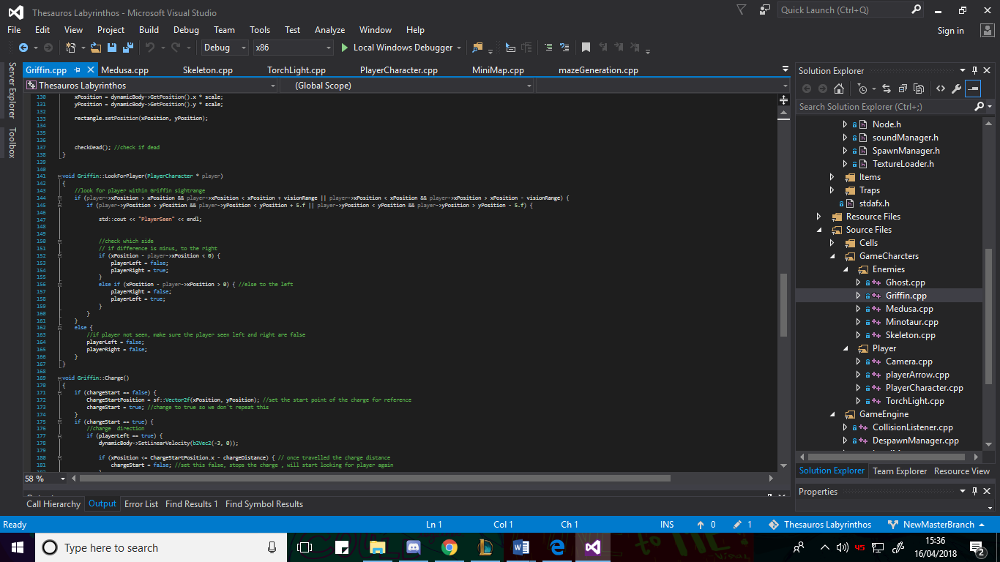 Thesauros Labyrinthos - Microsoft Visual Studio
Quick Launch (Ctrl+Q)
File Edit View Project Build Debug Team Tools Test Analyze Window Help
Sign in
Debug x86 Local Windows Debugger
Server Explorer
Toolbox
Griffin.cpp Medusa.cpp Skeleton.cpp TorchLight.cpp PlayerCharacter.cpp MiniMap.cpp mazeGeneration.cpp
Thesauros Labyrinthos (Global Scope)
130 xPosition = dynamicBody->GetPosition().x * scale;
131 yPosition = dynamicBody->GetPosition().y * scale;
132
133 rectangle.setPosition(xPosition, yPosition);
134
135
136
137 checkDead(); //check if dead
138 }
139
140
141 void Griffin::LookForPlayer(PlayerCharacter * player)
142 {
143 //look for player within Griffin sightrange
144 if (player->xPosition > xPosition && player->xPosition < xPosition + visionRange || player->xPosition < xPosition && player->xPosition > xPosition - visionRange) {
145 if (player->yPosition > yPosition && player->yPosition < yPosition + 5.f || player->yPosition < yPosition && player->yPosition > yPosition - 5.f) {
146
147 std::cout << "PlayerSeen" << endl;
148
149
150 //check which side
151 // if difference is minus, to the right
152 if (xPosition - player->xPosition < 0) {
153 playerLeft = false;
154 playerRight = true;
155 }
156 else if (xPosition - player->xPosition > 0) { //else to the left
157 playerRight = false;
158 playerLeft = true;
159 }
160 }
161 }
162 else {
163 //if player not seen, make sure the player seen left and right are false
164 playerLeft = false;
165 playerRight = false;
166 }
167 }
168
169 void Griffin::Charge()
170 {
171 if (chargeStart == false) {
172 ChargeStartPosition = sf::Vector2f(xPosition, yPosition); //set the start point of the charge for reference
173 chargeStart = true; //change to true so we don't repeat this
174 }
175 if (chargeStart == true) {
176 //charge direction
177 if (playerLeft == true) {
178 dynamicBody->SetLinearVelocity(b2Vec2(-3, 0));
179
180 if (xPosition <= ChargeStartPosition.x - chargeDistance) { // once travelled the charge distance
181 chargeStart = false; //set this false, stops the charge , will start looking for player again
58 %
Call Hierarchy Output Error List Find Results 1 Find Symbol Results
Solution Explorer
Search Solution Explorer (Ctrl+;)
Node.h
soundManager.h
SpawnManager.h
TextureLoader.h
Items
Traps
stdafx.h
Resource Files
Source Files
Cells
GameCharcters
Enemies
Ghost.cpp
Griffin.cpp
Medusa.cpp
Minotaur.cpp
Skeleton.cpp
Player
Camera.cpp
playerArrow.cpp
PlayerCharacter.cpp
TorchLight.cpp
GameEngine
CollisionListener.cpp
DespawnManager.cpp
Solution Explorer Team Explorer Resource View
Properties
Ready Ln 1 Col 1 Ch 1 INS 0 1 Thesauros Labyrinthos NewMasterBranch
Type here to search
45
15:36
16/04/2018
2